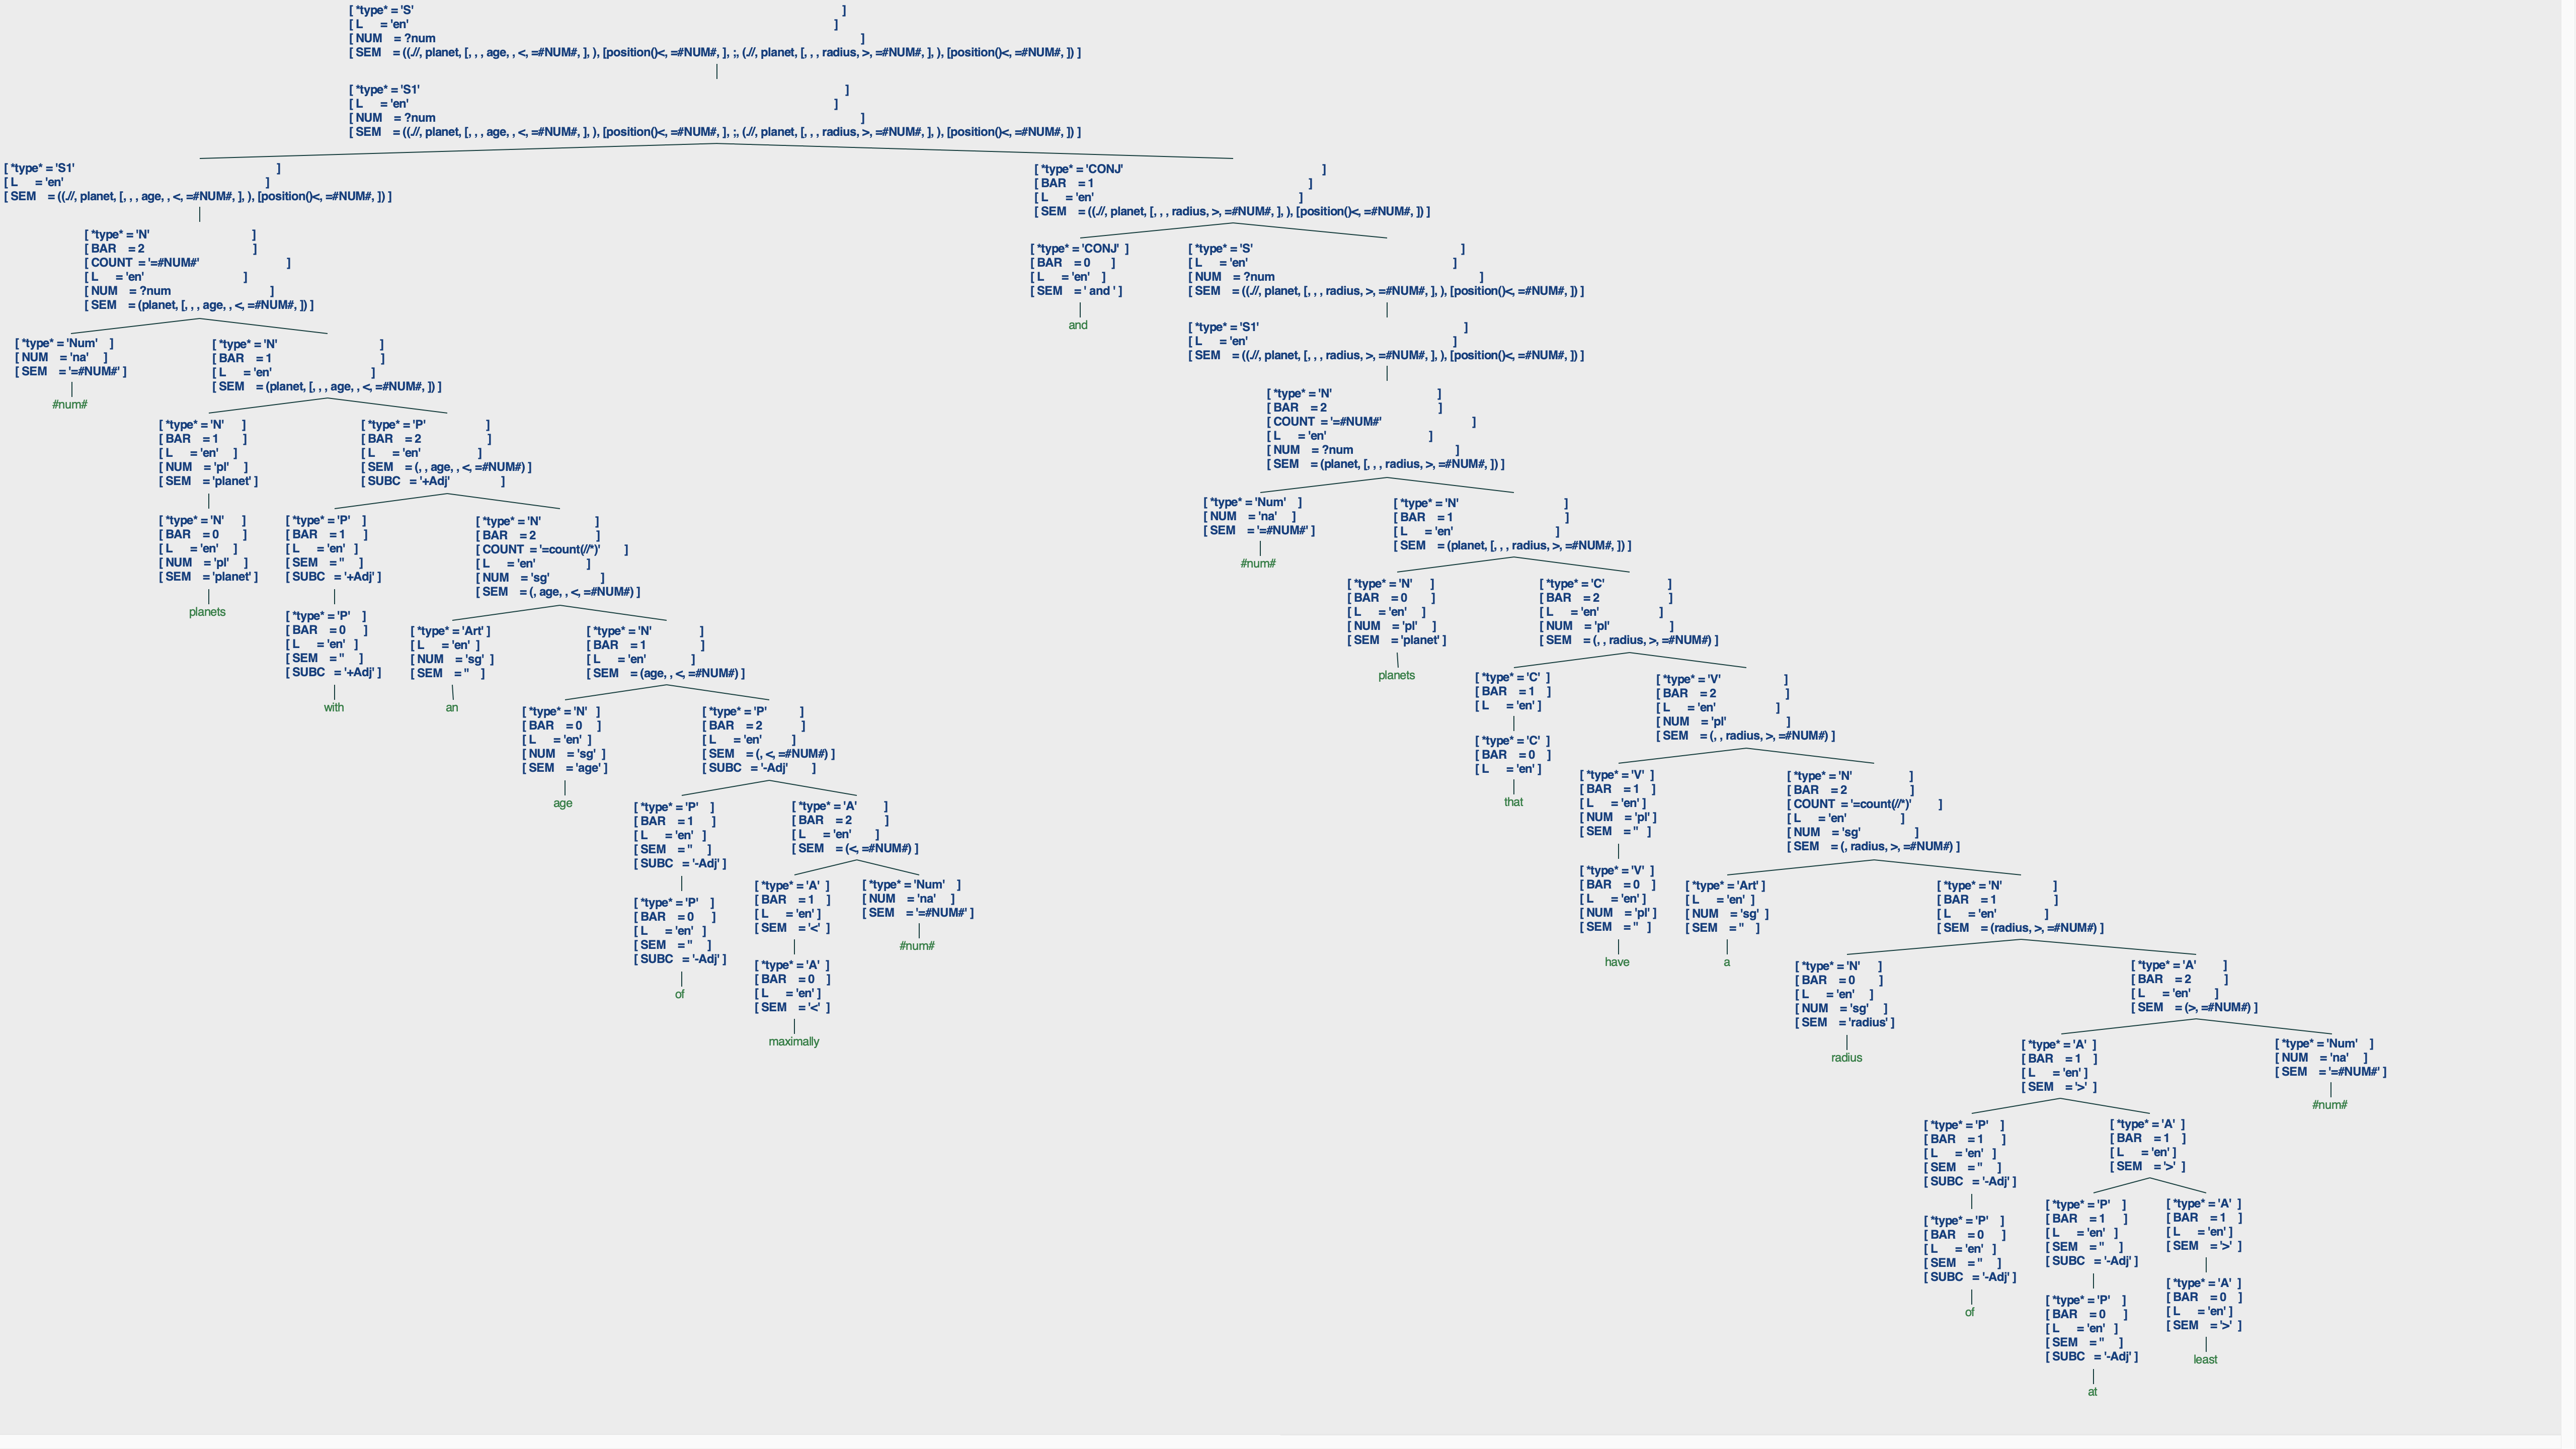 [ *type* = 'S' ]
[ L = 'en' ]
[ NUM = ?num ]
[ SEM = ((.//, planet, [, , , age, , <, =#NUM#, ], ), [position()<, =#NUM#, ], ;, (.//, planet, [, , , radius, >, =#NUM#, ], ), [position()<, =#NUM#, ]) ]
[ *type* = 'S1' ]
[ L = 'en' ]
[ NUM = ?num ]
[ SEM = ((.//, planet, [, , , age, , <, =#NUM#, ], ), [position()<, =#NUM#, ], ;, (.//, planet, [, , , radius, >, =#NUM#, ], ), [position()<, =#NUM#, ]) ]
[ *type* = 'S1' ]
[ L = 'en' ]
[ SEM = ((.//, planet, [, , , age, , <, =#NUM#, ], ), [position()<, =#NUM#, ]) ]
[ *type* = 'N' ]
[ BAR = 2 ]
[ COUNT = '=#NUM#' ]
[ L = 'en' ]
[ NUM = ?num ]
[ SEM = (planet, [, , , age, , <, =#NUM#, ]) ]
[ *type* = 'Num' ]
[ NUM = 'na' ]
[ SEM = '=#NUM#' ]
#num#
[ *type* = 'N' ]
[ BAR = 1 ]
[ L = 'en' ]
[ SEM = (planet, [, , , age, , <, =#NUM#, ]) ]
[ *type* = 'N' ]
[ BAR = 1 ]
[ L = 'en' ]
[ NUM = 'pl' ]
[ SEM = 'planet' ]
[ *type* = 'N' ]
[ BAR = 0 ]
[ L = 'en' ]
[ NUM = 'pl' ]
[ SEM = 'planet' ]
planets
[ *type* = 'P' ]
[ BAR = 2 ]
[ L = 'en' ]
[ SEM = (, , age, , <, =#NUM#) ]
[ SUBC = '+Adj' ]
[ *type* = 'P' ]
[ BAR = 1 ]
[ L = 'en' ]
[ SEM = '' ]
[ SUBC = '+Adj' ]
[ *type* = 'P' ]
[ BAR = 0 ]
[ L = 'en' ]
[ SEM = '' ]
[ SUBC = '+Adj' ]
with
[ *type* = 'N' ]
[ BAR = 2 ]
[ COUNT = '=count(//*)' ]
[ L = 'en' ]
[ NUM = 'sg' ]
[ SEM = (, age, , <, =#NUM#) ]
[ *type* = 'Art' ]
[ L = 'en' ]
[ NUM = 'sg' ]
[ SEM = '' ]
an
[ *type* = 'N' ]
[ BAR = 1 ]
[ L = 'en' ]
[ SEM = (age, , <, =#NUM#) ]
[ *type* = 'N' ]
[ BAR = 0 ]
[ L = 'en' ]
[ NUM = 'sg' ]
[ SEM = 'age' ]
age
[ *type* = 'P' ]
[ BAR = 2 ]
[ L = 'en' ]
[ SEM = (, <, =#NUM#) ]
[ SUBC = '-Adj' ]
[ *type* = 'P' ]
[ BAR = 1 ]
[ L = 'en' ]
[ SEM = '' ]
[ SUBC = '-Adj' ]
[ *type* = 'P' ]
[ BAR = 0 ]
[ L = 'en' ]
[ SEM = '' ]
[ SUBC = '-Adj' ]
of
[ *type* = 'A' ]
[ BAR = 2 ]
[ L = 'en' ]
[ SEM = (<, =#NUM#) ]
[ *type* = 'A' ]
[ BAR = 1 ]
[ L = 'en' ]
[ SEM = '<' ]
[ *type* = 'A' ]
[ BAR = 0 ]
[ L = 'en' ]
[ SEM = '<' ]
maximally
[ *type* = 'Num' ]
[ NUM = 'na' ]
[ SEM = '=#NUM#' ]
#num#
[ *type* = 'CONJ' ]
[ BAR = 1 ]
[ L = 'en' ]
[ SEM = ((.//, planet, [, , , radius, >, =#NUM#, ], ), [position()<, =#NUM#, ]) ]
[ *type* = 'CONJ' ]
[ BAR = 0 ]
[ L = 'en' ]
[ SEM = ' and ' ]
and
[ *type* = 'S' ]
[ L = 'en' ]
[ NUM = ?num ]
[ SEM = ((.//, planet, [, , , radius, >, =#NUM#, ], ), [position()<, =#NUM#, ]) ]
[ *type* = 'S1' ]
[ L = 'en' ]
[ SEM = ((.//, planet, [, , , radius, >, =#NUM#, ], ), [position()<, =#NUM#, ]) ]
[ *type* = 'N' ]
[ BAR = 2 ]
[ COUNT = '=#NUM#' ]
[ L = 'en' ]
[ NUM = ?num ]
[ SEM = (planet, [, , , radius, >, =#NUM#, ]) ]
[ *type* = 'Num' ]
[ NUM = 'na' ]
[ SEM = '=#NUM#' ]
#num#
[ *type* = 'N' ]
[ BAR = 1 ]
[ L = 'en' ]
[ SEM = (planet, [, , , radius, >, =#NUM#, ]) ]
[ *type* = 'N' ]
[ BAR = 0 ]
[ L = 'en' ]
[ NUM = 'pl' ]
[ SEM = 'planet' ]
planets
[ *type* = 'C' ]
[ BAR = 2 ]
[ L = 'en' ]
[ NUM = 'pl' ]
[ SEM = (, , radius, >, =#NUM#) ]
[ *type* = 'C' ]
[ BAR = 1 ]
[ L = 'en' ]
[ *type* = 'C' ]
[ BAR = 0 ]
[ L = 'en' ]
that
[ *type* = 'V' ]
[ BAR = 2 ]
[ L = 'en' ]
[ NUM = 'pl' ]
[ SEM = (, , radius, >, =#NUM#) ]
[ *type* = 'V' ]
[ BAR = 1 ]
[ L = 'en' ]
[ NUM = 'pl' ]
[ SEM = '' ]
[ *type* = 'V' ]
[ BAR = 0 ]
[ L = 'en' ]
[ NUM = 'pl' ]
[ SEM = '' ]
have
[ *type* = 'N' ]
[ BAR = 2 ]
[ COUNT = '=count(//*)' ]
[ L = 'en' ]
[ NUM = 'sg' ]
[ SEM = (, radius, >, =#NUM#) ]
[ *type* = 'Art' ]
[ L = 'en' ]
[ NUM = 'sg' ]
[ SEM = '' ]
a
[ *type* = 'N' ]
[ BAR = 1 ]
[ L = 'en' ]
[ SEM = (radius, >, =#NUM#) ]
[ *type* = 'N' ]
[ BAR = 0 ]
[ L = 'en' ]
[ NUM = 'sg' ]
[ SEM = 'radius' ]
radius
[ *type* = 'A' ]
[ BAR = 2 ]
[ L = 'en' ]
[ SEM = (>, =#NUM#) ]
[ *type* = 'A' ]
[ BAR = 1 ]
[ L = 'en' ]
[ SEM = '>' ]
[ *type* = 'P' ]
[ BAR = 1 ]
[ L = 'en' ]
[ SEM = '' ]
[ SUBC = '-Adj' ]
[ *type* = 'P' ]
[ BAR = 0 ]
[ L = 'en' ]
[ SEM = '' ]
[ SUBC = '-Adj' ]
of
[ *type* = 'A' ]
[ BAR = 1 ]
[ L = 'en' ]
[ SEM = '>' ]
[ *type* = 'P' ]
[ BAR = 1 ]
[ L = 'en' ]
[ SEM = '' ]
[ SUBC = '-Adj' ]
[ *type* = 'P' ]
[ BAR = 0 ]
[ L = 'en' ]
[ SEM = '' ]
[ SUBC = '-Adj' ]
at
[ *type* = 'A' ]
[ BAR = 1 ]
[ L = 'en' ]
[ SEM = '>' ]
[ *type* = 'A' ]
[ BAR = 0 ]
[ L = 'en' ]
[ SEM = '>' ]
least
[ *type* = 'Num' ]
[ NUM = 'na' ]
[ SEM = '=#NUM#' ]
#num#